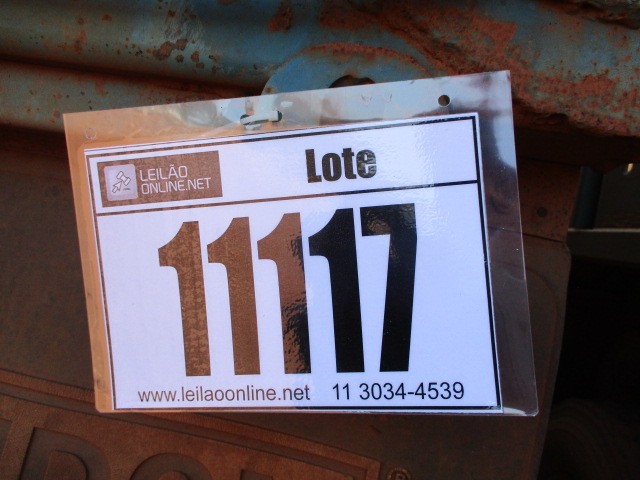 LEILÃO
ONLINE.NET
Lote
11117
www.leilaoonline.net 11 3034-4539
®